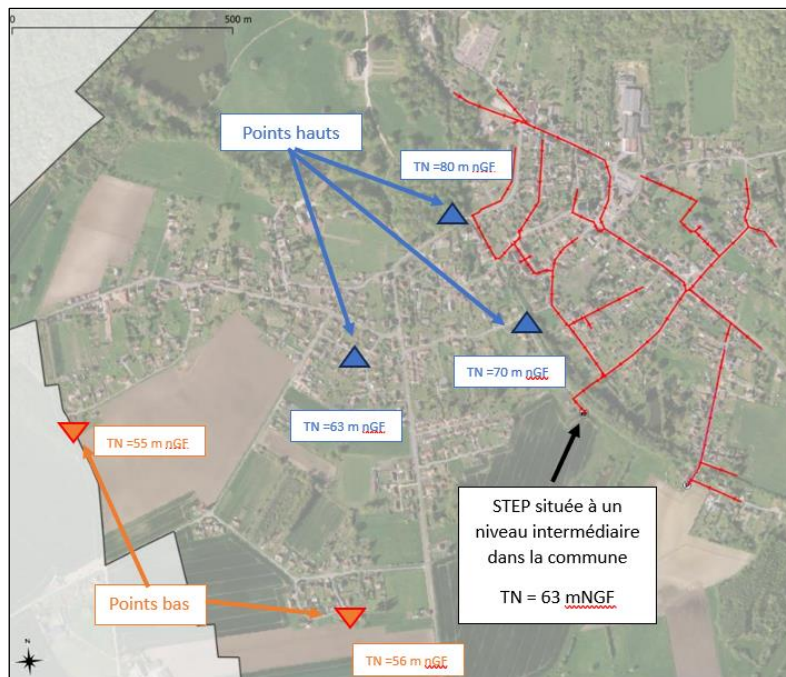 0
500 m
Points hauts
TN =80 m nGF
TN =70 m nGF
TN =63 m nGF
TN =55 m nGF
STEP située à un
niveau intermédiaire
dans la commune
TN = 63 mNGF
Points bas
TN =56 m nGF
N